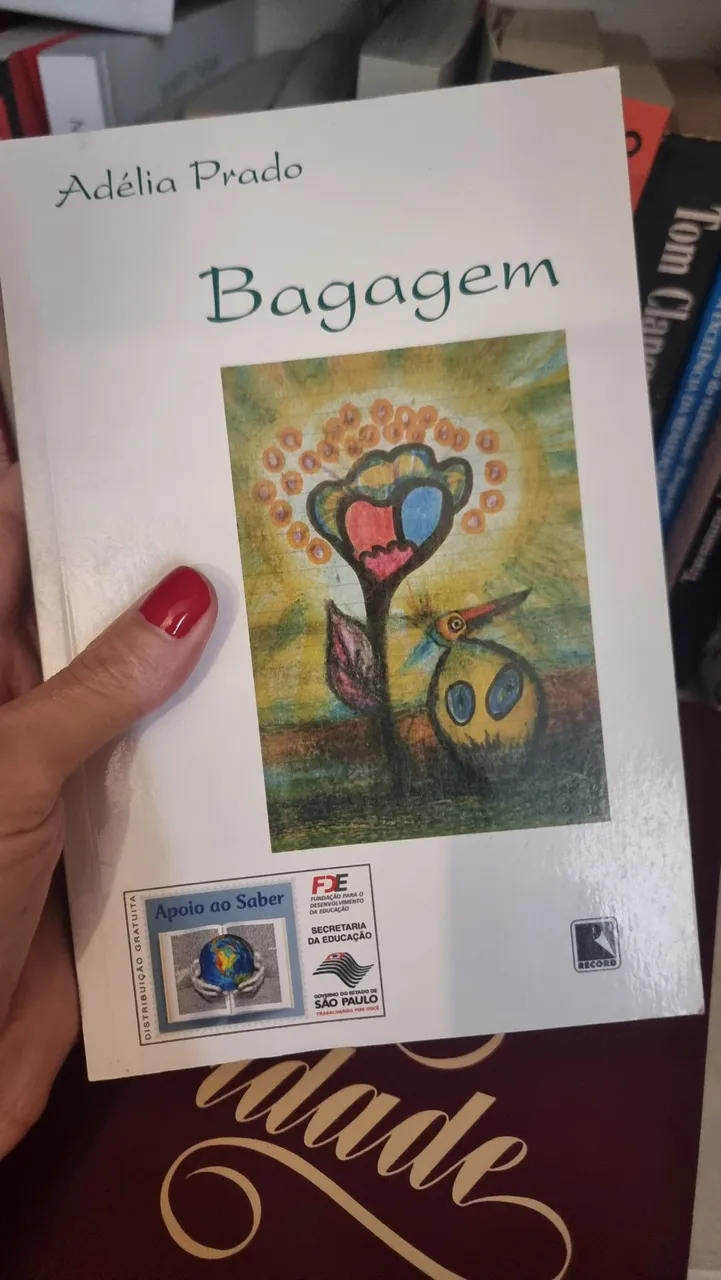 Adélia Prado
Bagagem
DISTRIBUIÇÃO GRATUITA
Apoio ao Saber
FDE
FUNDAÇÃO PARA O
DESENVOLVIMENTO
DA EDUCAÇÃO
SECRETARIA
DA EDUCAÇÃO
GOVERNO DO ESTADO DE
SÃO PAULO
TRABALHANDO POR VOCÊ
RECORD
Tom Clanc
idade